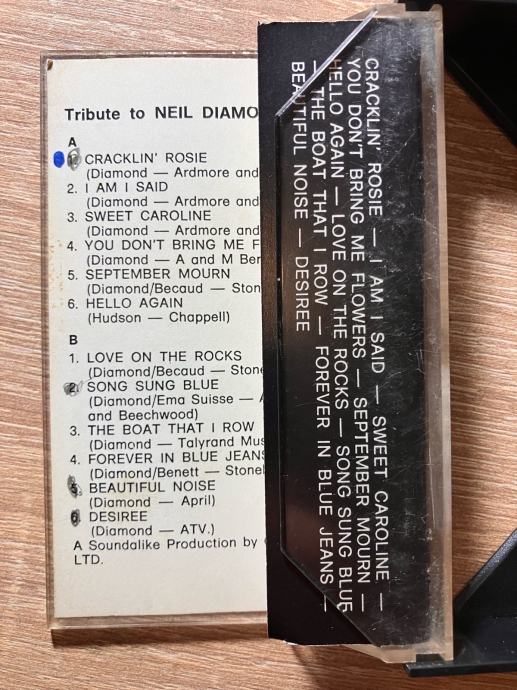 Tribute to NEIL DIAMO
A
1. CRACKLIN' ROSIE
(Diamond — Ardmore and
2. I AM I SAID
(Diamond — Ardmore and
3. SWEET CAROLINE
(Diamond — Ardmore and
4. YOU DON'T BRING ME F
(Diamond — A and M Ben
5. SEPTEMBER MOURN
(Diamond/Becaud — Ston
6. HELLO AGAIN
(Hudson — Chappell)
B
1. LOVE ON THE ROCKS
(Diamond/Becaud — Stone
2. SONG SUNG BLUE
(Diamond/Ema Suisse —
and Beechwood)
3. THE BOAT THAT I ROW
(Diamond — Talyrand Mus
4. FOREVER IN BLUE JEANS
(Diamond/Benett — Stonel
5. BEAUTIFUL NOISE
(Diamond — April)
6. DESIREE
(Diamond — ATV.)
A Soundalike Production by
LTD.
CRACKLIN' ROSIE — I AM I SAID — SWEET CAROLINE —
YOU DON'T BRING ME FLOWERS — SEPTEMBER MOURN —
HELLO AGAIN — LOVE ON THE ROCKS — SONG SUNG BLUE
— THE BOAT THAT I ROW — FOREVER IN BLUE JEANS —
BEAUTIFUL NOISE — DESIREE